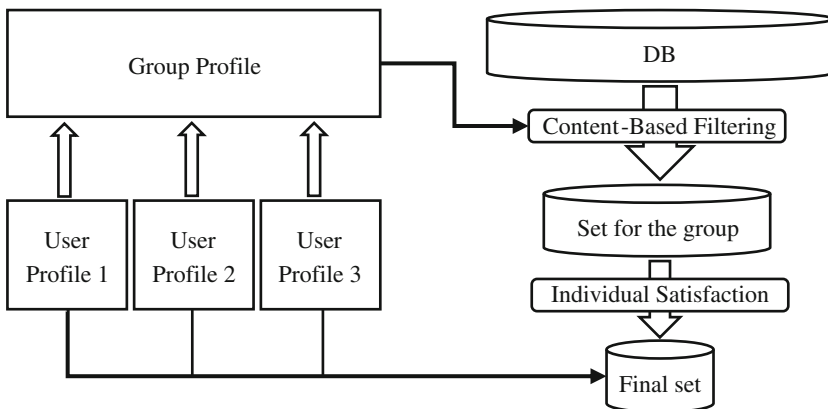 Group Profile
DB
Content-Based Filtering
User
Profile 1
User
Profile 2
User
Profile 3
Set for the group
Individual Satisfaction
Final set